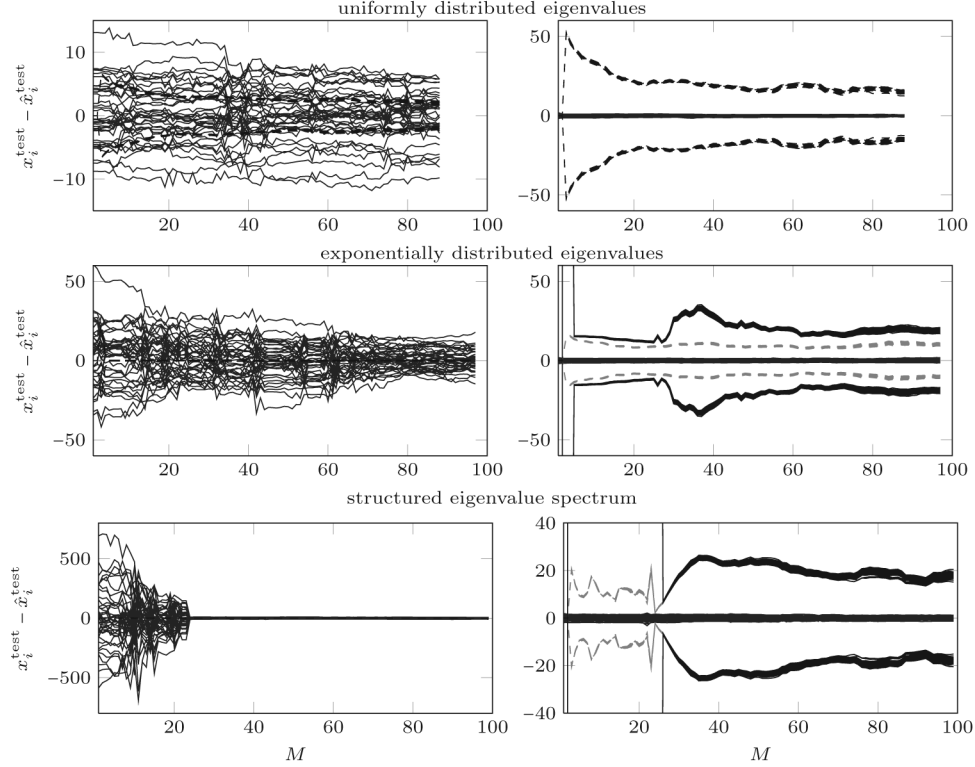 uniformly distributed eigenvalues
x_i^test − x̂_i^test
10
0
−10
20 40 60 80 100
50
0
−50
20 40 60 80 100
exponentially distributed eigenvalues
x_i^test − x̂_i^test
50
0
−50
20 40 60 80 100
50
0
−50
20 40 60 80 100
structured eigenvalue spectrum
x_i^test − x̂_i^test
500
0
−500
20 40 60 80 100
M
40
20
0
−20
−40
20 40 60 80 100
M